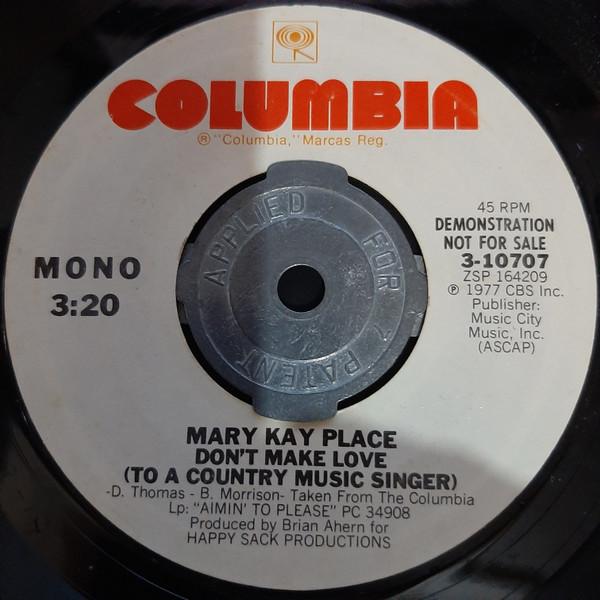 COLUMBIA
® "Columbia," Marcas Reg.
APPLIED FOR PATENT
45 RPM
DEMONSTRATION
NOT FOR SALE
3-10707
ZSP 164209
℗ 1977 CBS Inc.
Publisher:
Music City
Music, Inc.
(ASCAP)
MONO
3:20
MARY KAY PLACE
DON'T MAKE LOVE
(TO A COUNTRY MUSIC SINGER)
-D. Thomas - B. Morrison- Taken From The Columbia
Lp: "AIMIN' TO PLEASE" PC 34908
Produced by Brian Ahern for
HAPPY SACK PRODUCTIONS